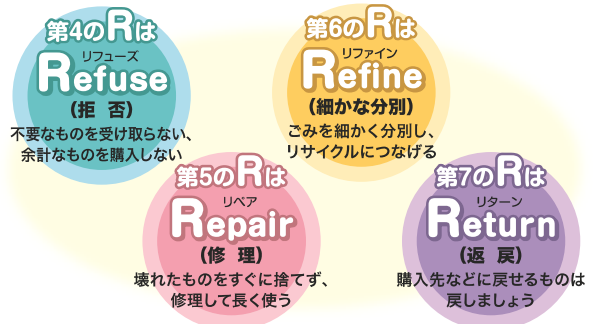 第4のRは
リフューズ
Refuse
(拒 否)
不要なものを受け取らない、
余計なものを購入しない
第5のRは
リペア
Repair
(修 理)
壊れたものをすぐに捨てず、
修理して長く使う
第6のRは
リファイン
Refine
(細かな分別)
ごみを細かく分別し、
リサイクルにつなげる
第7のRは
リターン
Return
(返 戻)
購入先などに戻せるものは
戻しましょう